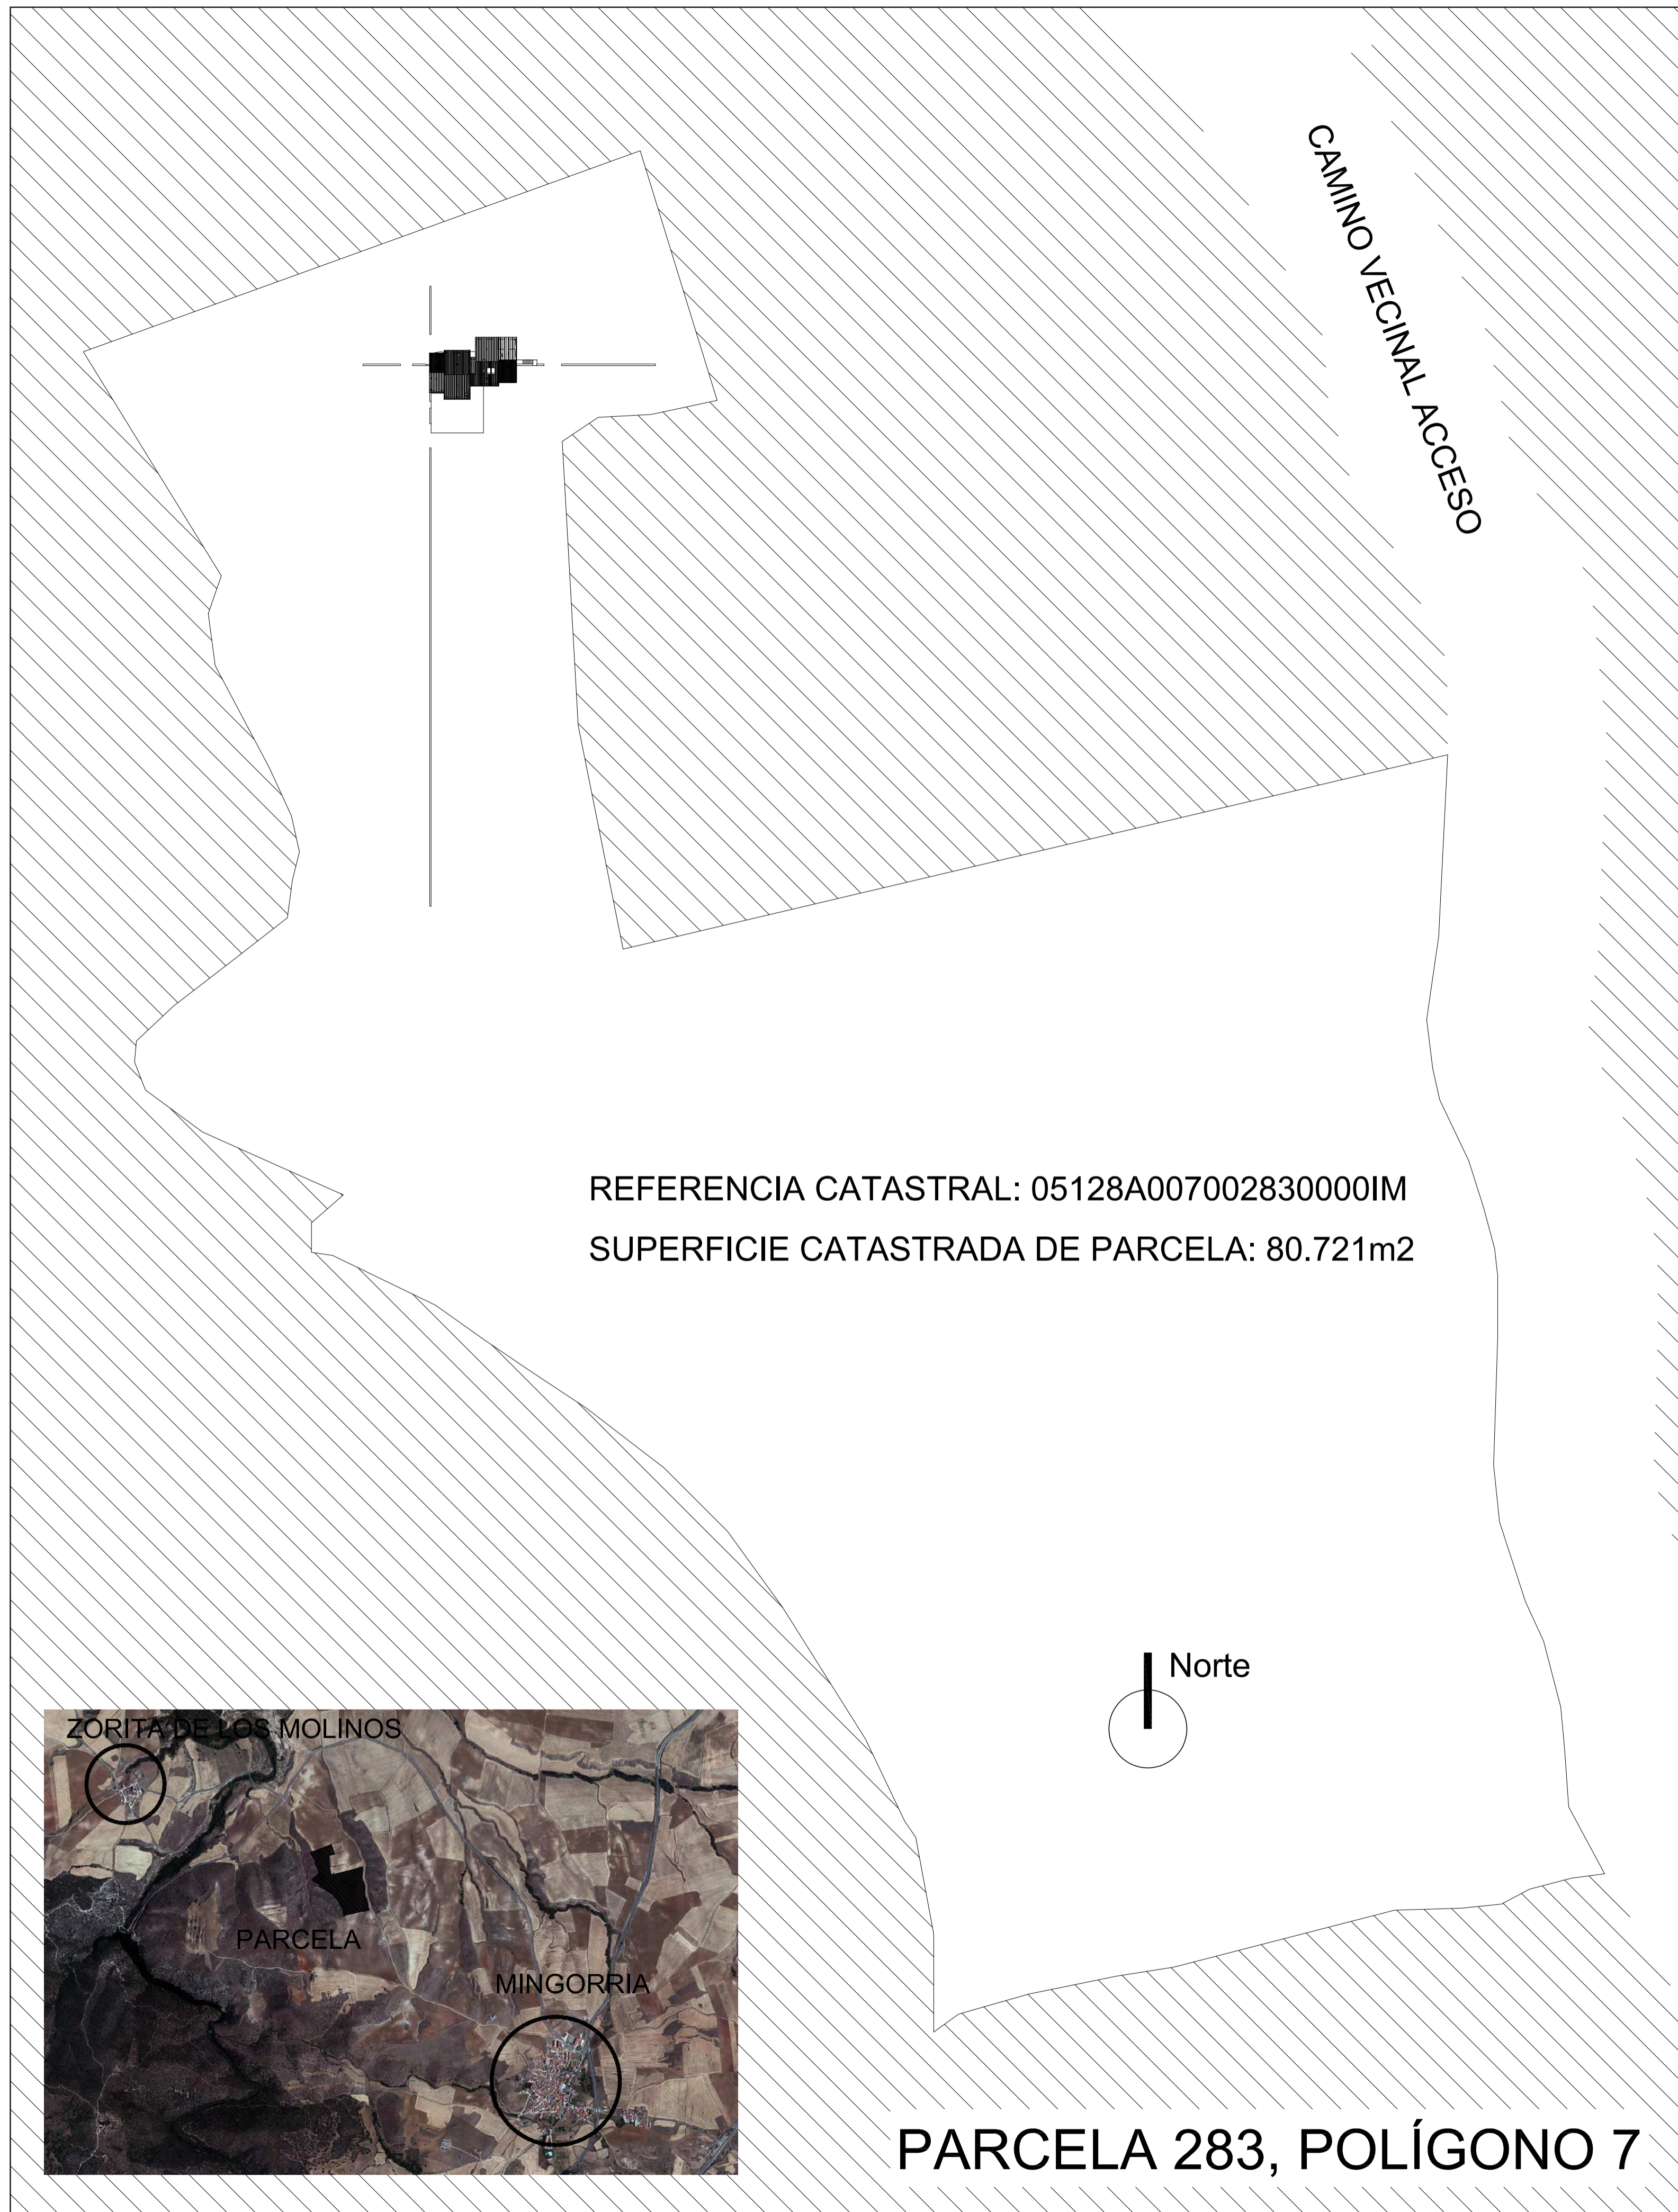 CAMINO VECINAL ACCESO
REFERENCIA CATASTRAL: 05128A007002830000IM
SUPERFICIE CATASTRADA DE PARCELA: 80.721m2
Norte
ZORITA DE LOS MOLINOS
PARCELA
MINGORRIA
PARCELA 283, POLÍGONO 7